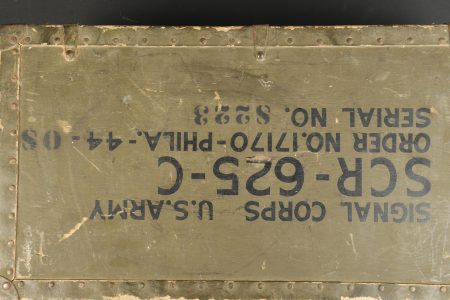 SIGNAL CORPS U.S. ARMY
SCR-625-C
ORDER NO. 17170-PHILA.-44-08
SERIAL NO. 8223